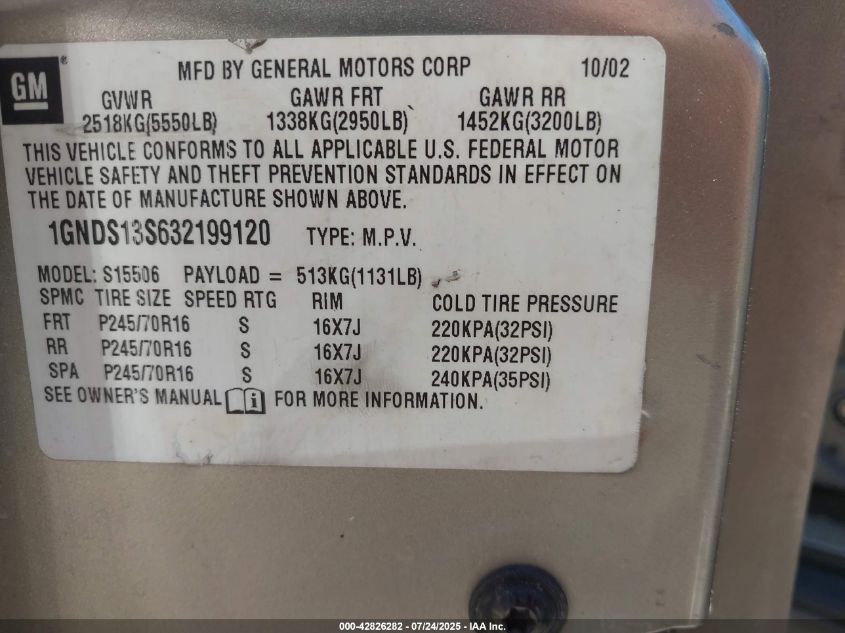 GM
MFD BY GENERAL MOTORS CORP 10/02
GVWR GAWR FRT GAWR RR
2518KG(5550LB) 1338KG(2950LB) 1452KG(3200LB)
THIS VEHICLE CONFORMS TO ALL APPLICABLE U.S. FEDERAL MOTOR
VEHICLE SAFETY AND THEFT PREVENTION STANDARDS IN EFFECT ON
THE DATE OF MANUFACTURE SHOWN ABOVE.
1GNDS13S632199120 TYPE: M.P.V.
MODEL: S15506 PAYLOAD = 513KG(1131LB)
SPMC TIRE SIZE SPEED RTG RIM COLD TIRE PRESSURE
FRT P245/70R16 S 16X7J 220KPA(32PSI)
RR P245/70R16 S 16X7J 220KPA(32PSI)
SPA P245/70R16 S 16X7J 240KPA(35PSI)
SEE OWNER'S MANUAL i FOR MORE INFORMATION.
000-42826282 - 07/24/2025 - IAA Inc.